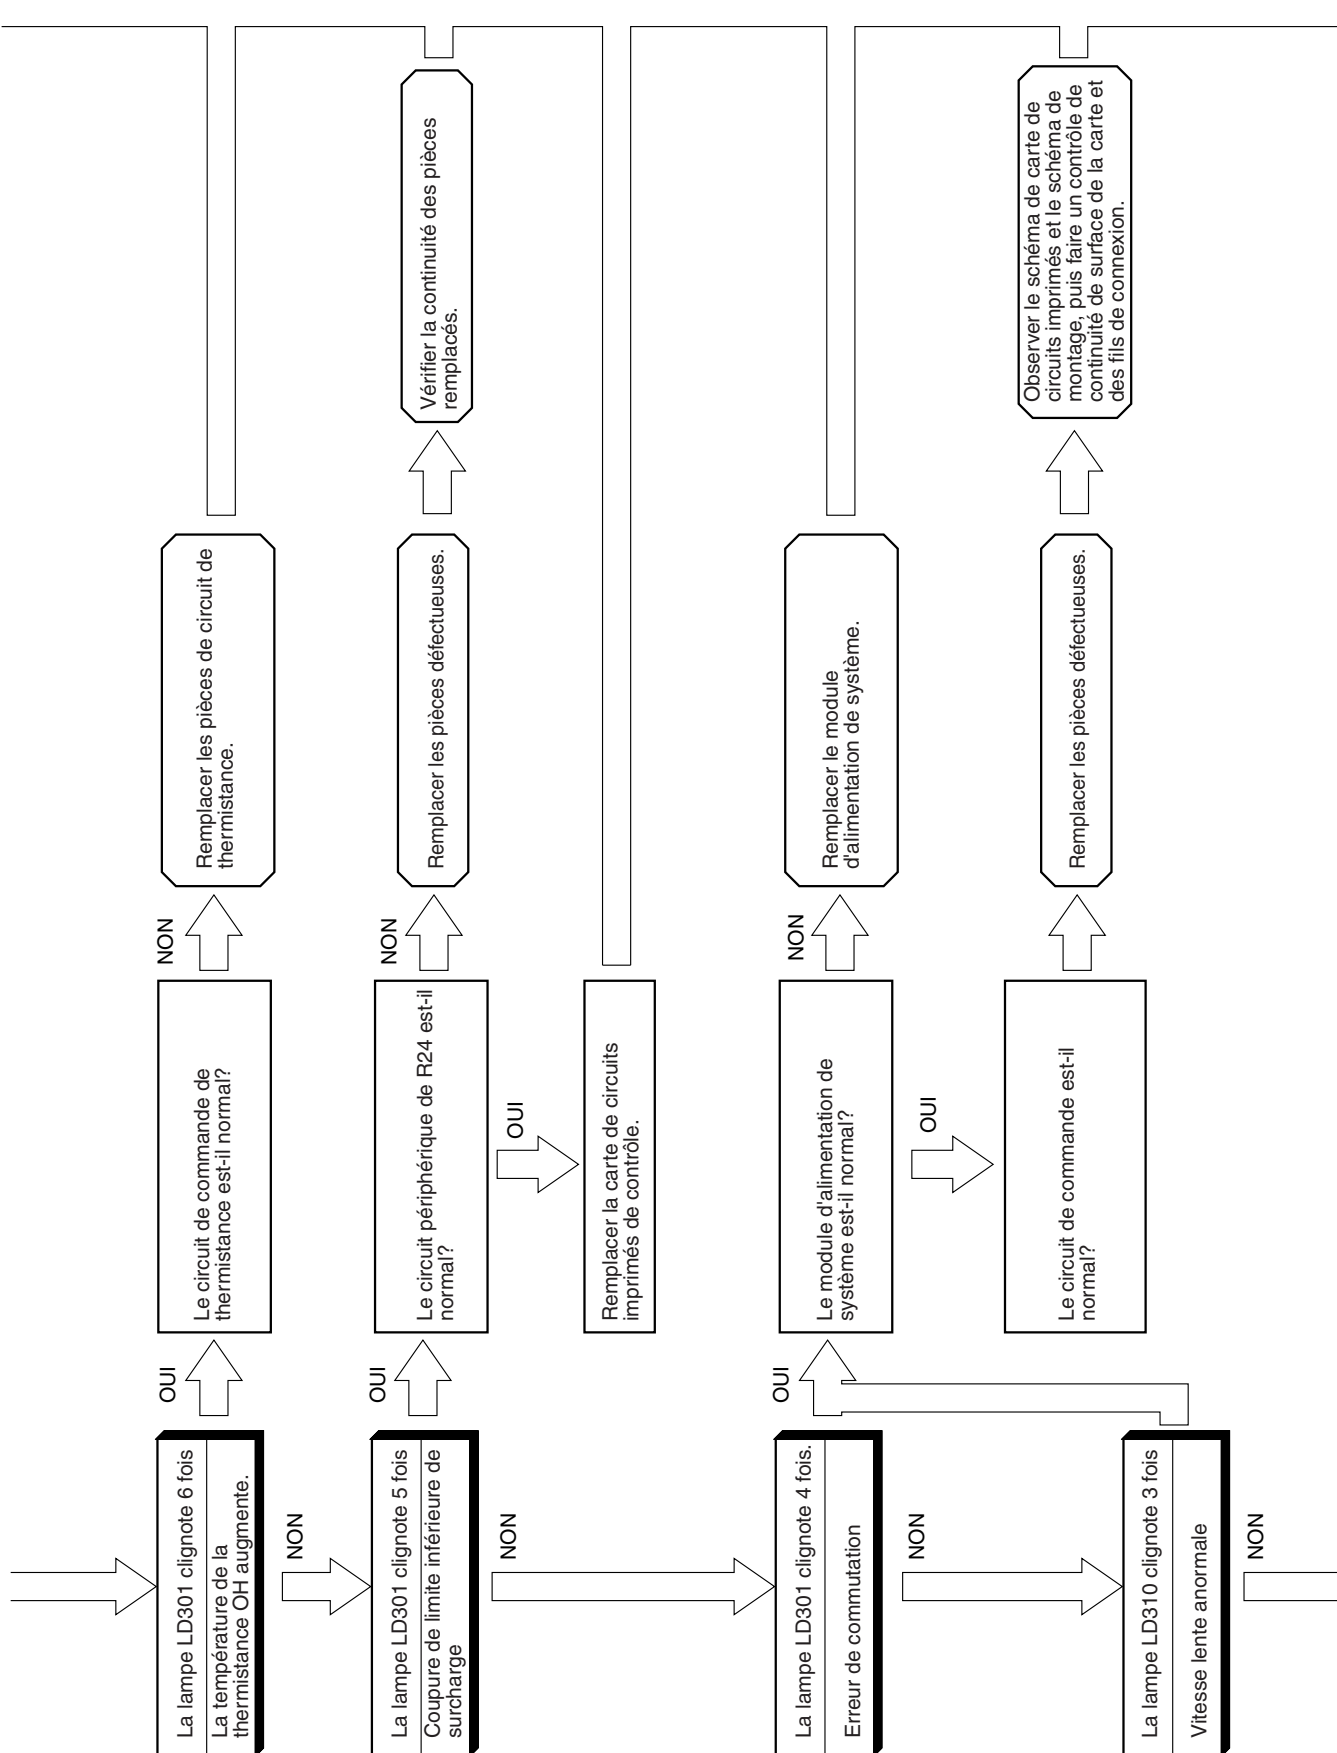 La lampe LD301 clignote 6 fois
La température de la
thermistance OH augmente.
OUI
Le circuit de commande de
thermistance est-il normal?
NON
Remplacer les pièces de circuit de
thermistance.
NON
La lampe LD301 clignote 5 fois
Coupure de limite inférieure de
surcharge
OUI
Le circuit périphérique de R24 est-il
normal?
NON
Remplacer les pièces défectueuses.
Vérifier la continuité des pièces
remplacés.
OUI
Remplacer la carte de circuits
imprimés de contrôle.
NON
La lampe LD301 clignote 4 fois.
Erreur de commutation
OUI
Le module d'alimentation de
système est-il normal?
NON
Remplacer le module
d'alimentation de système.
OUI
Le circuit de commande est-il
normal?
Remplacer les pièces défectueuses.
Observer le schéma de carte de
circuits imprimés et le schéma de
montage, puis faire un contrôle de
continuité de surface de la carte et
des fils de connexion.
NON
La lampe LD310 clignote 3 fois
Vitesse lente anormale
NON